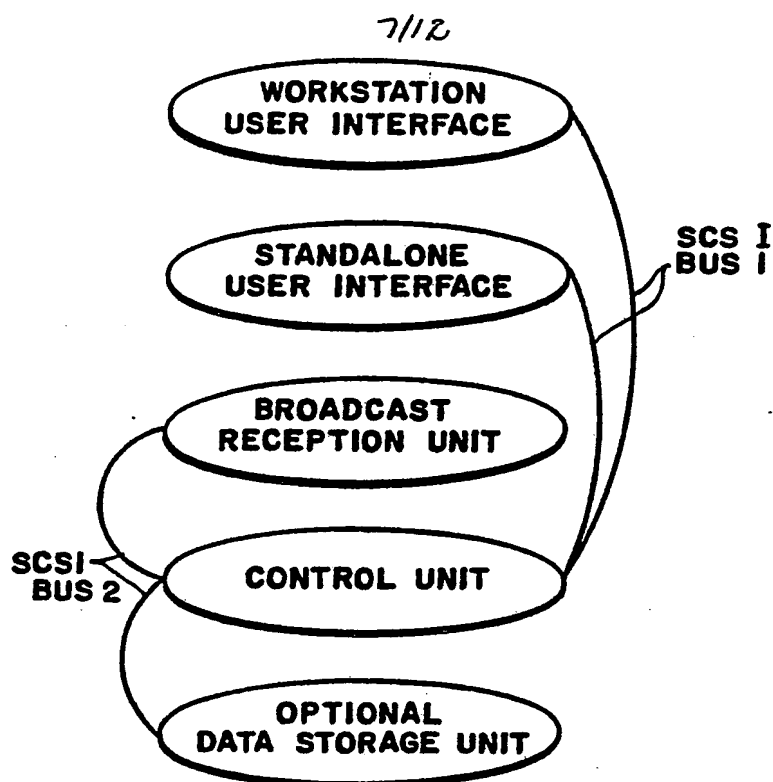 7/12
WORKSTATION
USER INTERFACE
STANDALONE
USER INTERFACE
SCS I
BUS 1
BROADCAST
RECEPTION UNIT
SCSI
BUS 2
CONTROL UNIT
OPTIONAL
DATA STORAGE UNIT